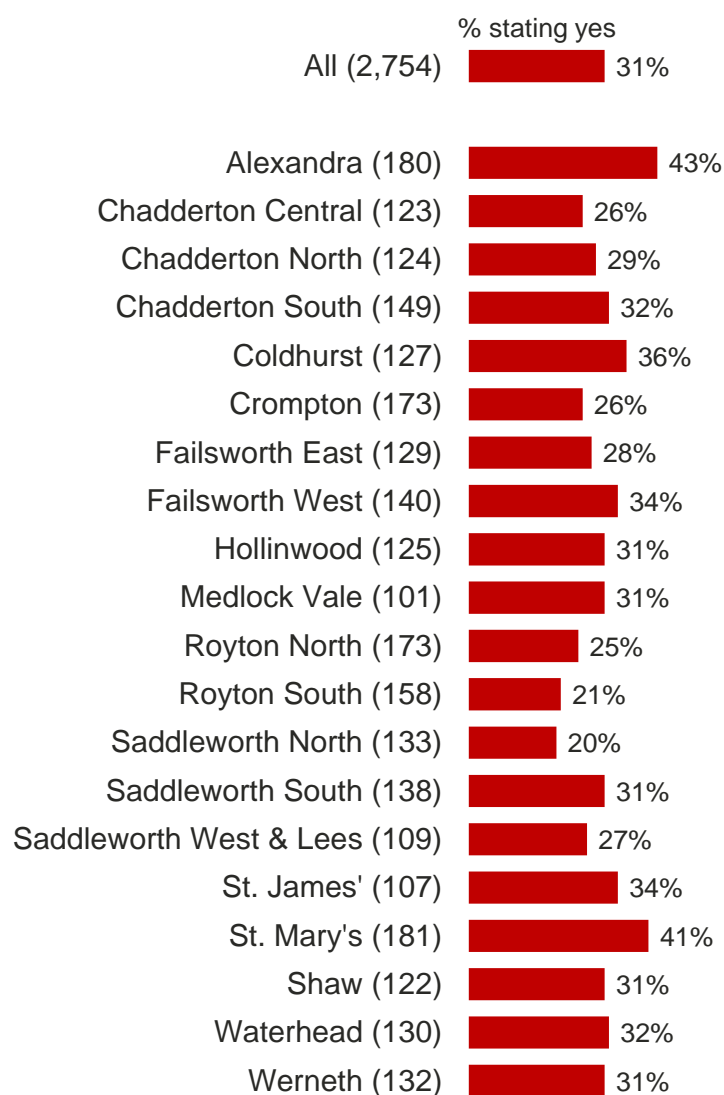 % stating yes
All (2,754) 31%
Alexandra (180) 43%
Chadderton Central (123) 26%
Chadderton North (124) 29%
Chadderton South (149) 32%
Coldhurst (127) 36%
Crompton (173) 26%
Failsworth East (129) 28%
Failsworth West (140) 34%
Hollinwood (125) 31%
Medlock Vale (101) 31%
Royton North (173) 25%
Royton South (158) 21%
Saddleworth North (133) 20%
Saddleworth South (138) 31%
Saddleworth West & Lees (109) 27%
St. James' (107) 34%
St. Mary's (181) 41%
Shaw (122) 31%
Waterhead (130) 32%
Werneth (132) 31%